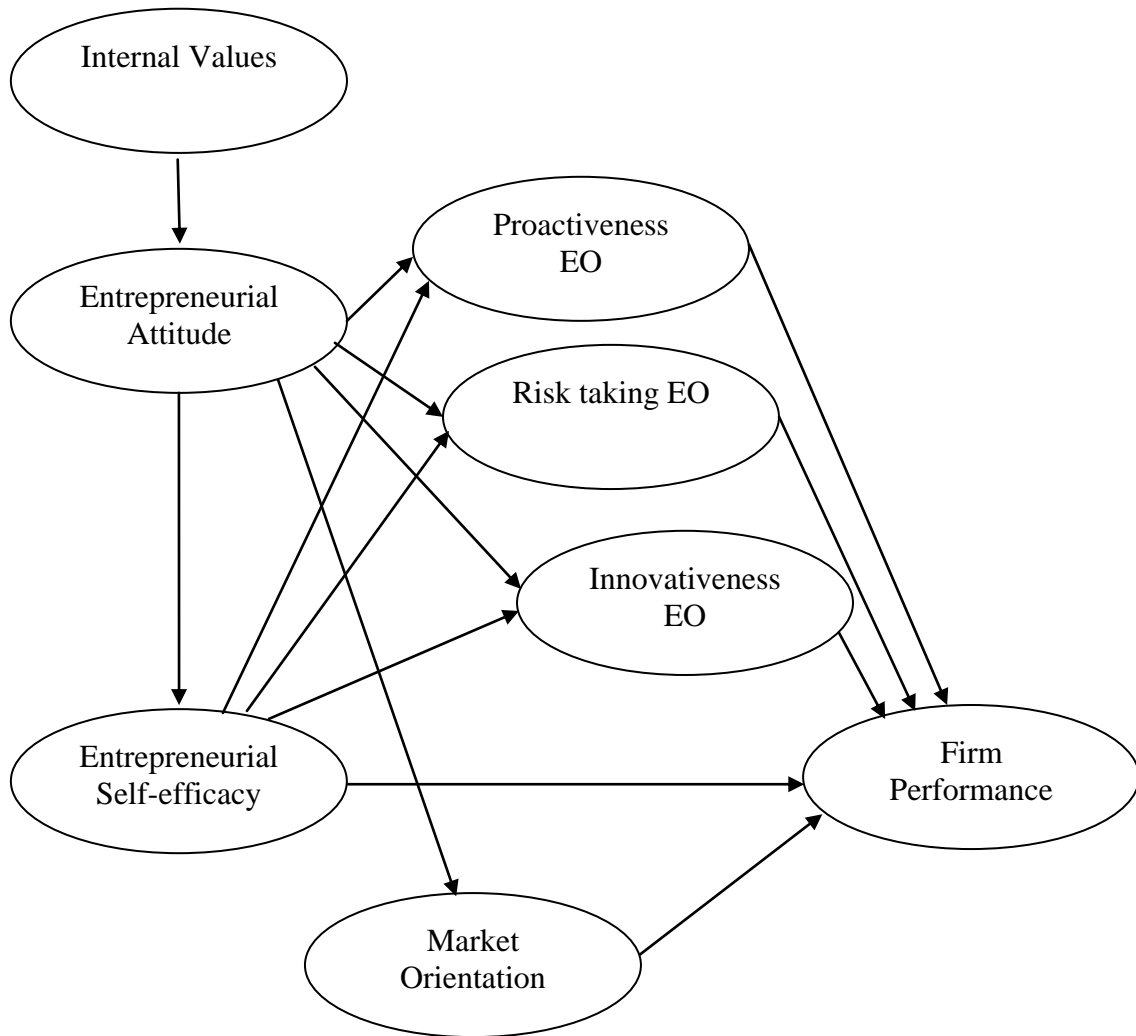 Internal Values
Proactiveness
EO
Entrepreneurial
Attitude
Risk taking EO
Innovativeness
EO
Entrepreneurial
Self-efficacy
Firm
Performance
Market
Orientation